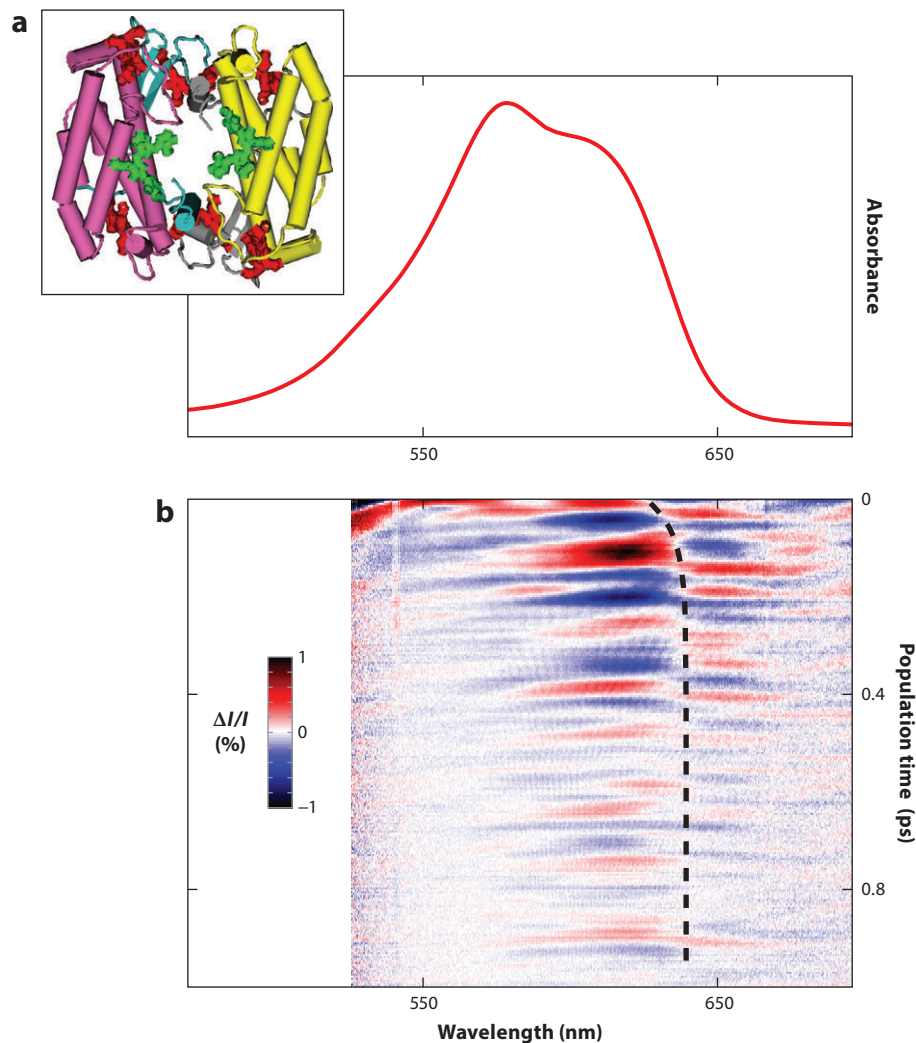 a
Absorbance
550
650
b
0
0.4
0.8
Population time (ps)
1
0
−1
ΔI/I
(%)
550
650
Wavelength (nm)